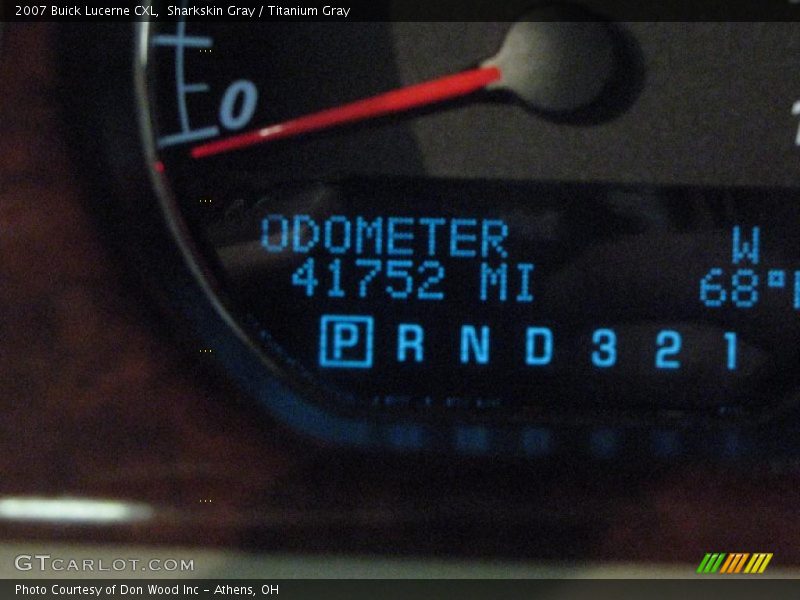 2007 Buick Lucerne CXL, Sharkskin Gray / Titanium Gray
0
ODOMETER W
41752 MI 68°F
P R N D 3 2 1
GTCARLOT.COM
Photo Courtesy of Don Wood Inc - Athens, OH